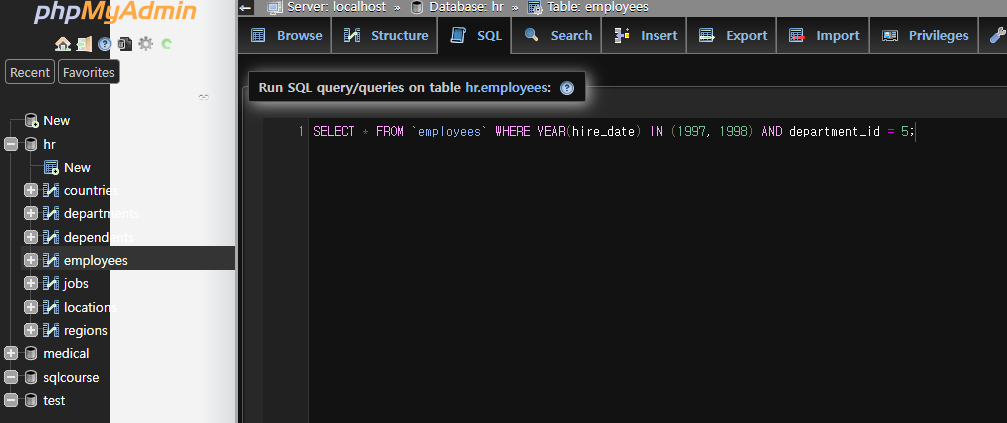 phpMyAdmin
Recent Favorites
New
hr
New
countries
departments
dependents
employees
jobs
locations
regions
medical
sqlcourse
test
Server: localhost » Database: hr » Table: employees
Browse Structure SQL Search Insert Export Import Privileges
Run SQL query/queries on table hr.employees:
1 SELECT * FROM `employees` WHERE YEAR(hire_date) IN (1997, 1998) AND department_id = 5;